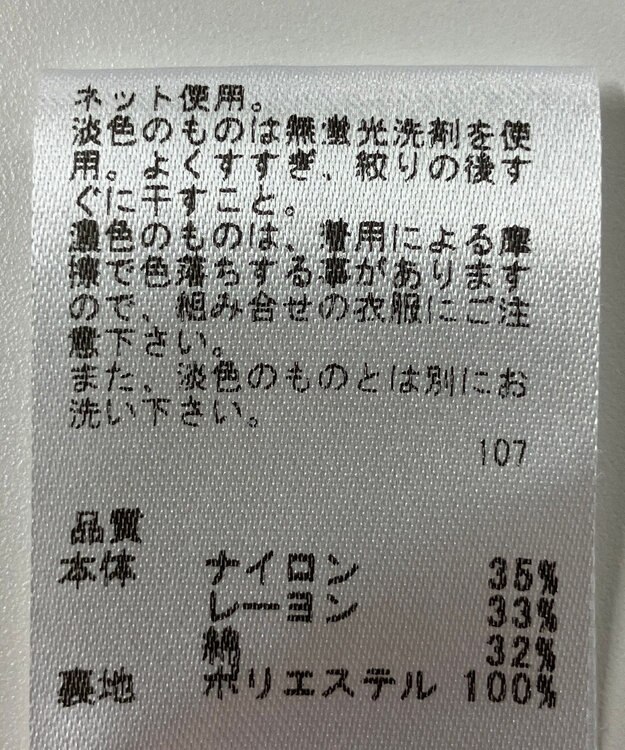 ネット使用。
淡色のものは無蛍光洗剤を使
用。よくすすぎ、絞りの後す
ぐに干すこと。
濃色のものは、着用による摩
擦で色落ちする事があります
ので、組み合せの衣服にご注
意下さい。
また、淡色のものとは別にお
洗い下さい。
107
品質
本体 ナイロン 35%
レーヨン 33%
綿 32%
裏地 ポリエステル 100%